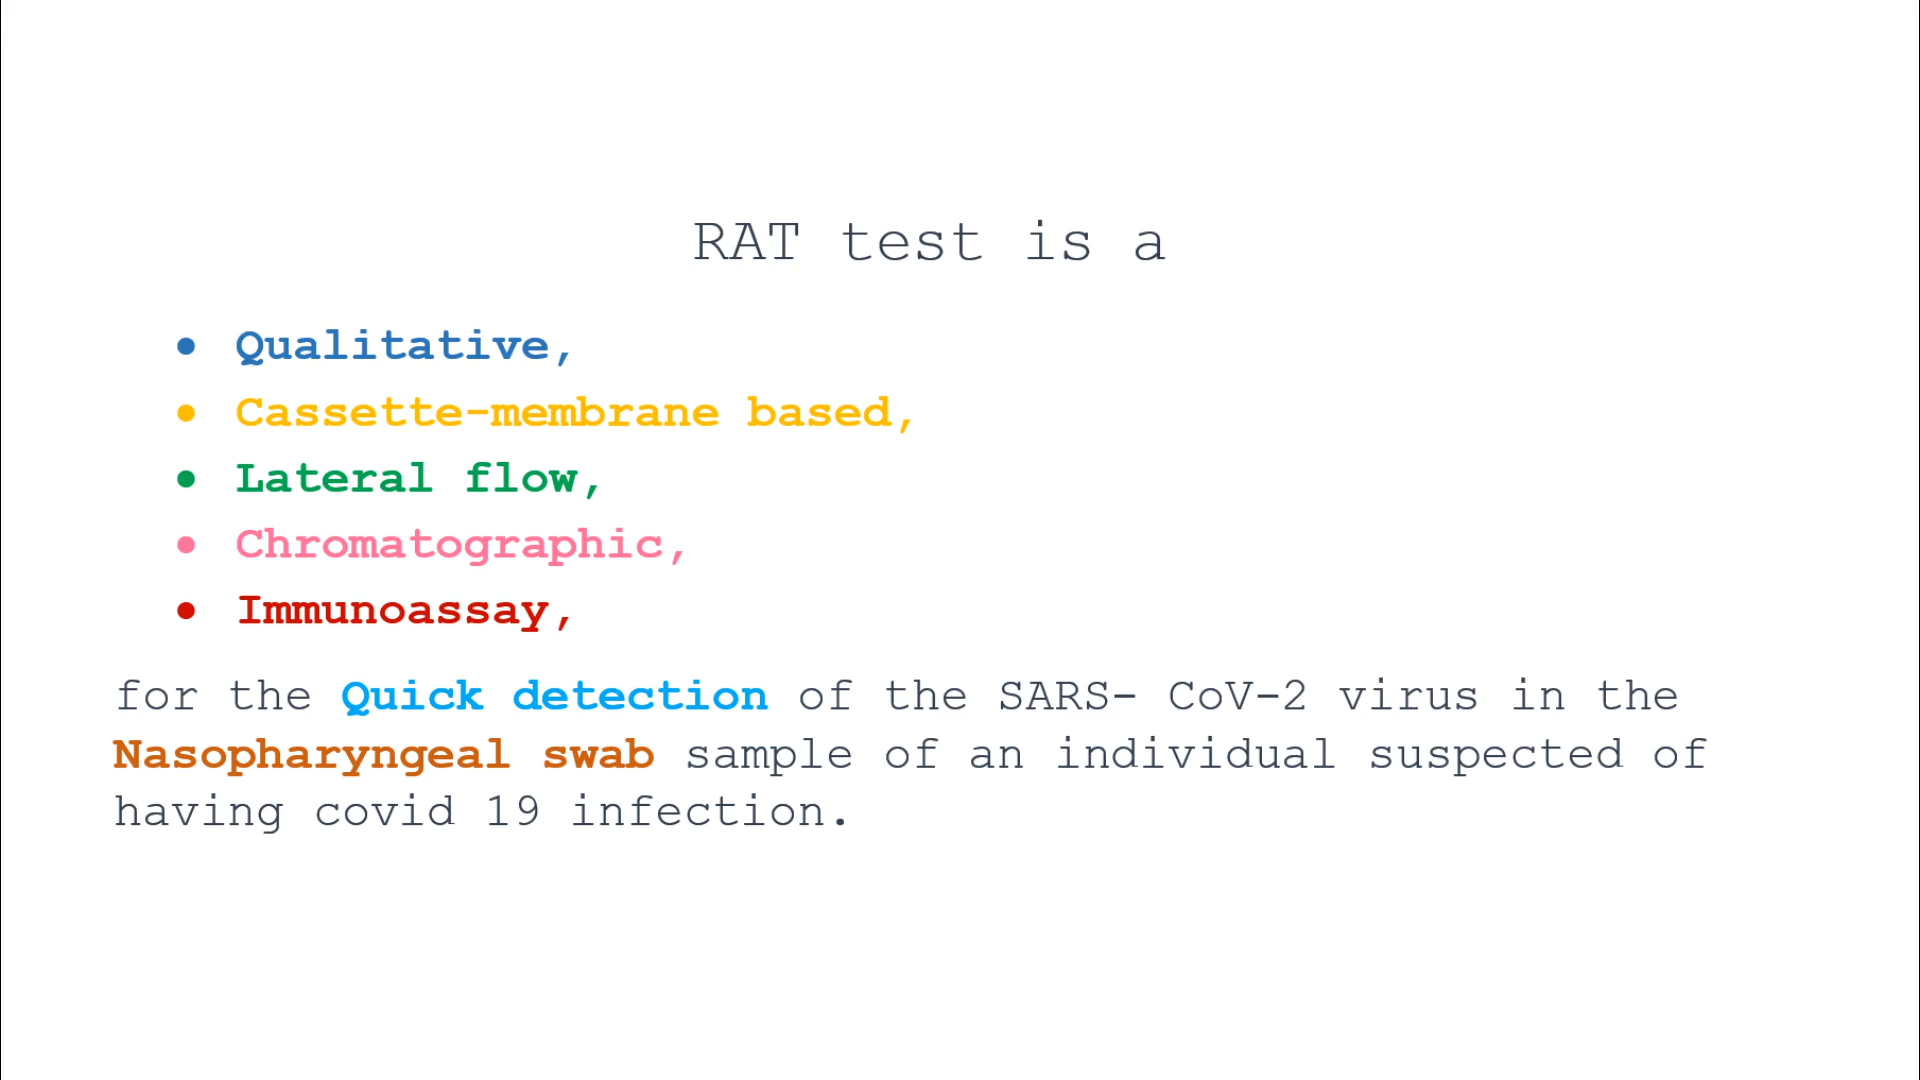 RAT test is a
• Qualitative,
• Cassette-membrane based,
• Lateral flow,
• Chromatographic,
• Immunoassay,
for the Quick detection of the SARS- CoV-2 virus in the
Nasopharyngeal swab sample of an individual suspected of
having covid 19 infection.